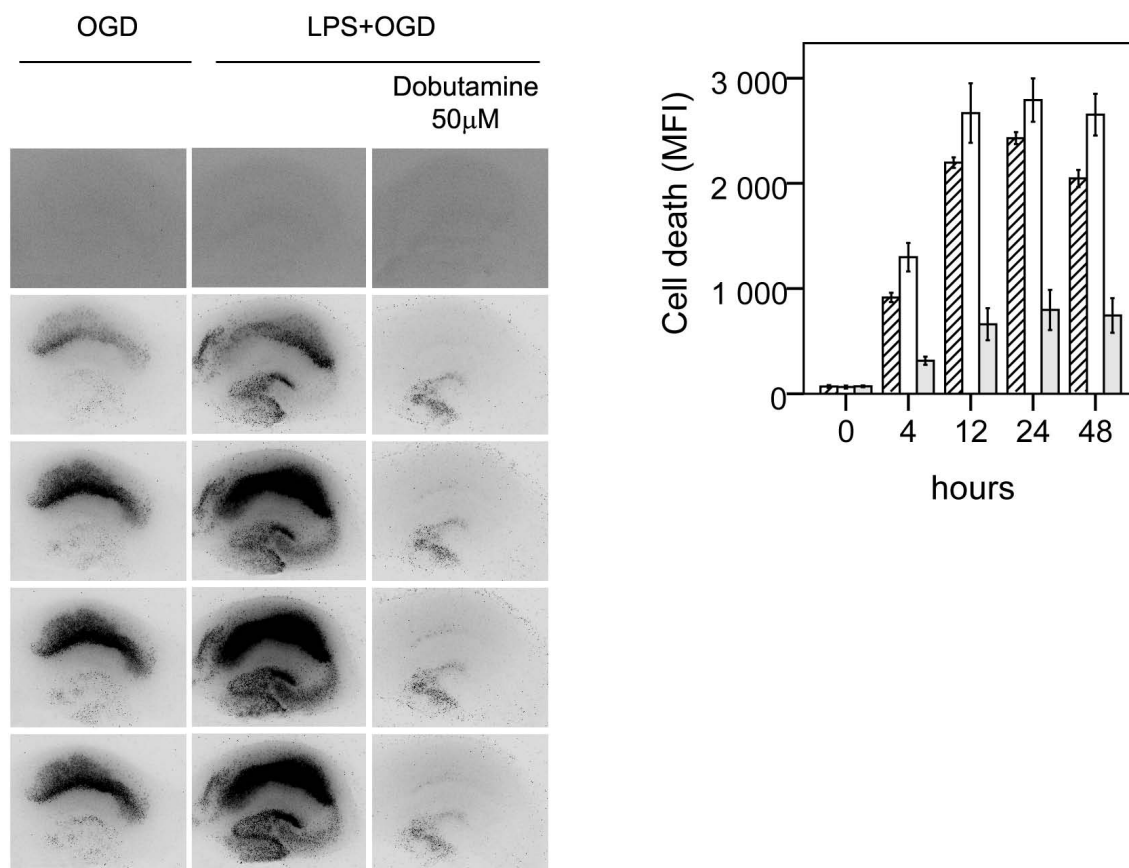 OGD
LPS+OGD
Dobutamine
50μM
Cell death (MFI)
3 000
2 000
1 000
0
0 4 12 24 48
hours